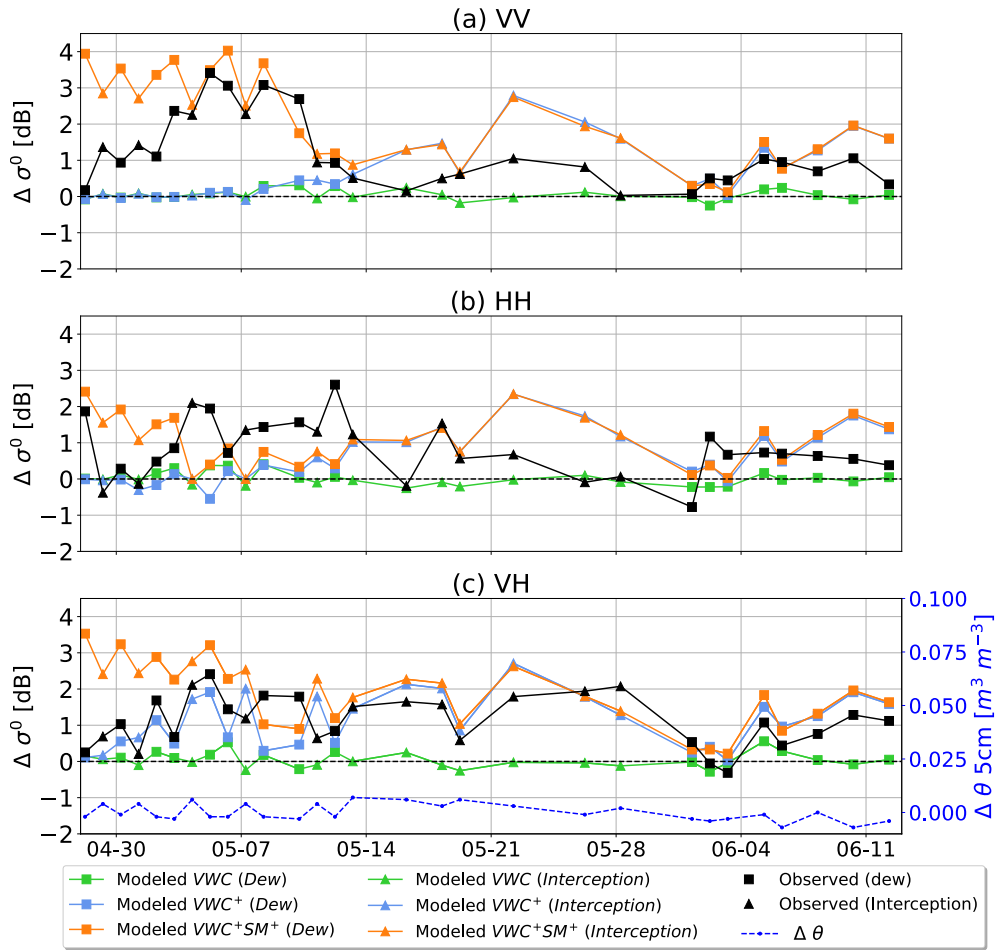 (a) VV
4
3
2
1
0
−1
−2
Δ σ⁰ [dB]
(b) HH
4
3
2
1
0
−1
−2
Δ σ⁰ [dB]
(c) VH
4
3
2
1
0
−1
−2
Δ σ⁰ [dB]
0.100
0.075
0.050
0.025
0.000
Δ θ 5cm [m³ m⁻³]
04-30 05-07 05-14 05-21 05-28 06-04 06-11
Modeled VWC (Dew) Modeled VWC (Interception) Observed (dew)
Modeled VWC⁺ (Dew) Modeled VWC⁺ (Interception) Observed (Interception)
Modeled VWC⁺SM⁺ (Dew) Modeled VWC⁺SM⁺ (Interception) Δ θ